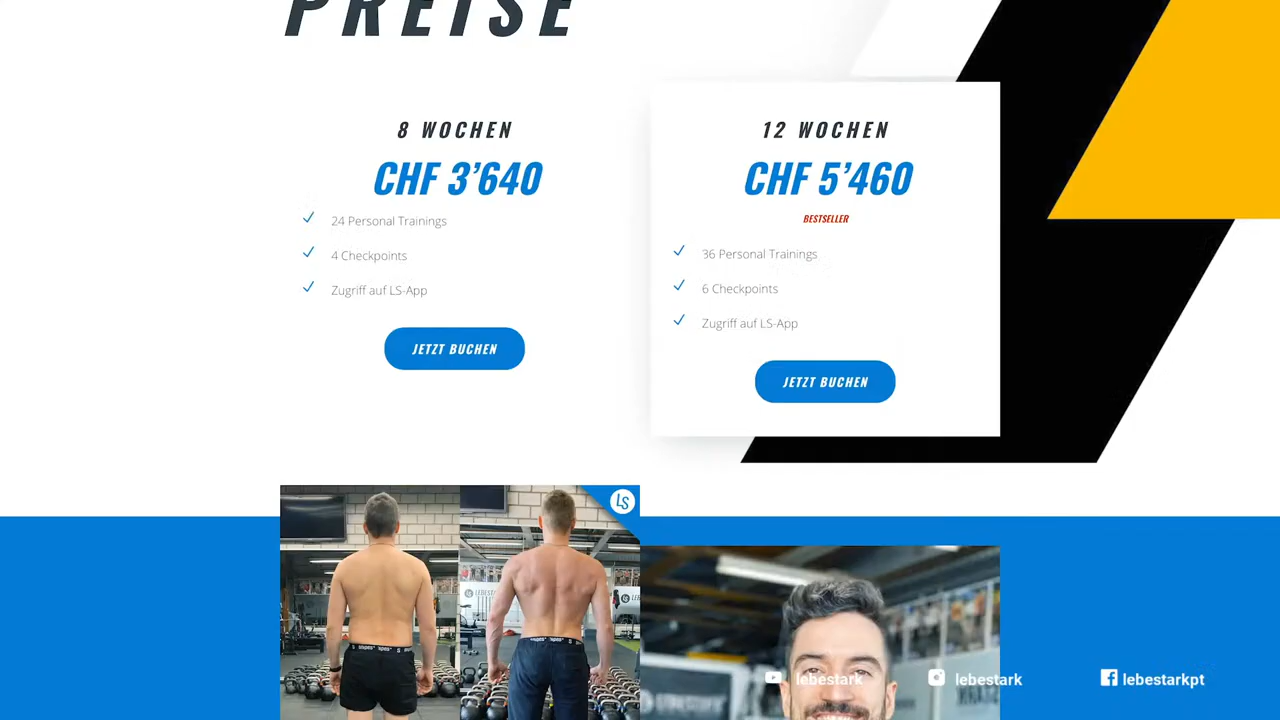 PREISE
8 WOCHEN
CHF 3’640
24 Personal Trainings
4 Checkpoints
Zugriff auf LS-App
JETZT BUCHEN
12 WOCHEN
CHF 5’460
BESTSELLER
36 Personal Trainings
6 Checkpoints
Zugriff auf LS-App
JETZT BUCHEN
LS
lebestark
lebestark
lebestarkpt